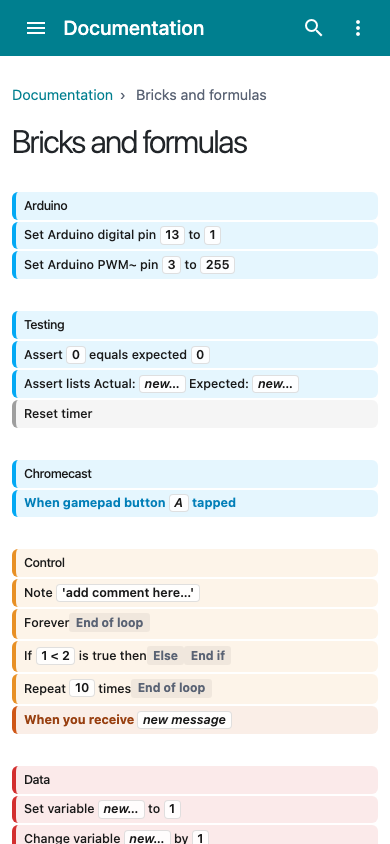 Documentation
Documentation › Bricks and formulas
Bricks and formulas
Arduino
Set Arduino digital pin 13 to 1
Set Arduino PWM~ pin 3 to 255
Testing
Assert 0 equals expected 0
Assert lists Actual: new... Expected: new...
Reset timer
Chromecast
When gamepad button A tapped
Control
Note 'add comment here...'
Forever End of loop
If 1 < 2 is true then Else End if
Repeat 10 times End of loop
When you receive new message
Data
Set variable new... to 1
Change variable new... by 1